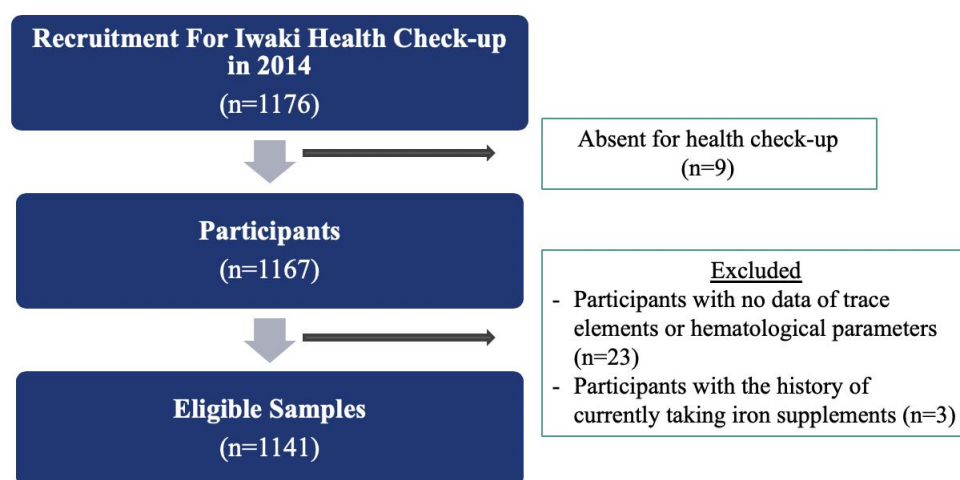 Recruitment For Iwaki Health Check-up
in 2014
(n=1176)
Absent for health check-up
(n=9)
Participants
(n=1167)
Excluded
- Participants with no data of trace
elements or hematological parameters
(n=23)
- Participants with the history of
currently taking iron supplements (n=3)
Eligible Samples
(n=1141)